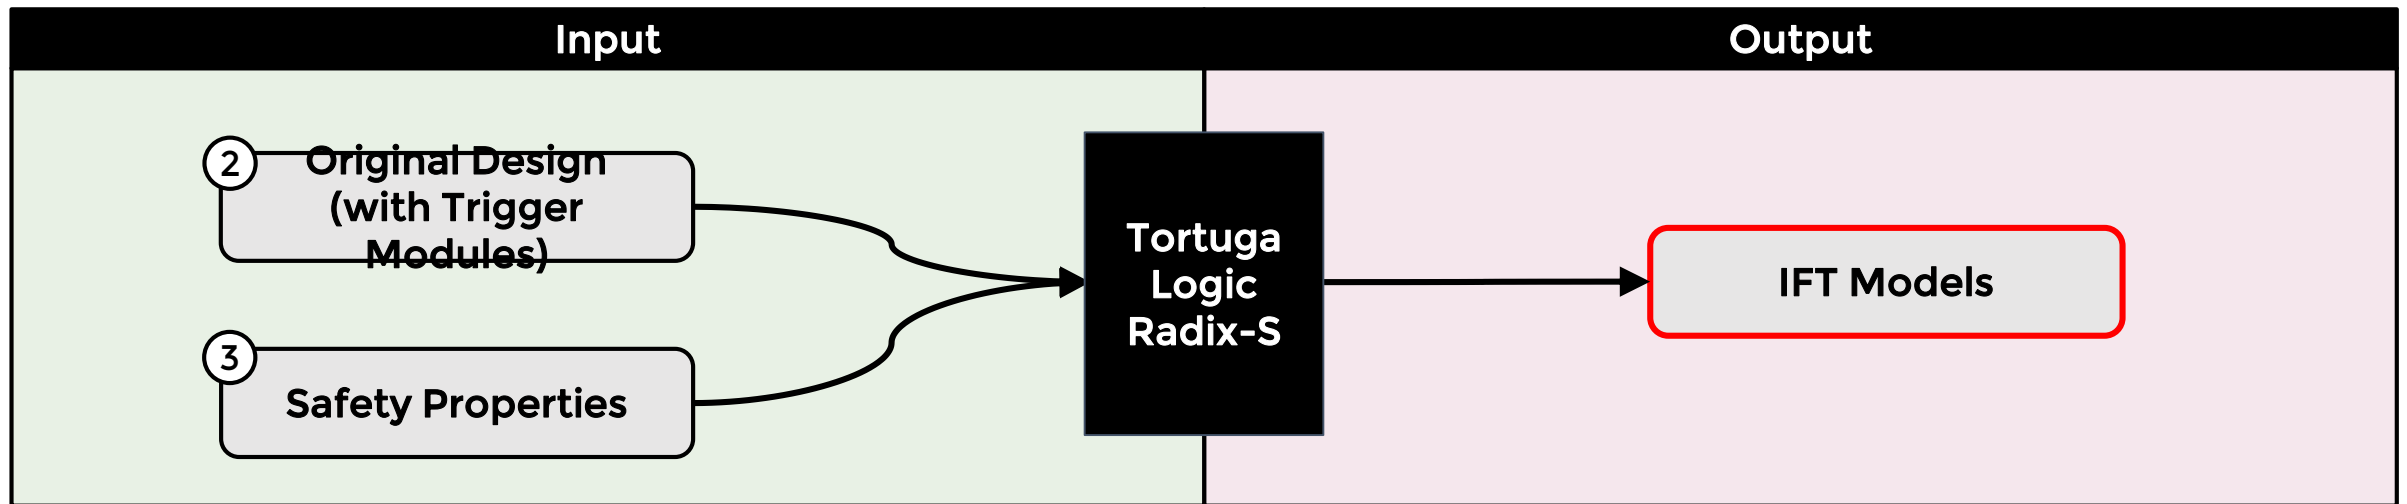 Input
Output
2
Original Design
(with Trigger
Modules)
3
Safety Properties
Tortuga
Logic
Radix-S
IFT Models